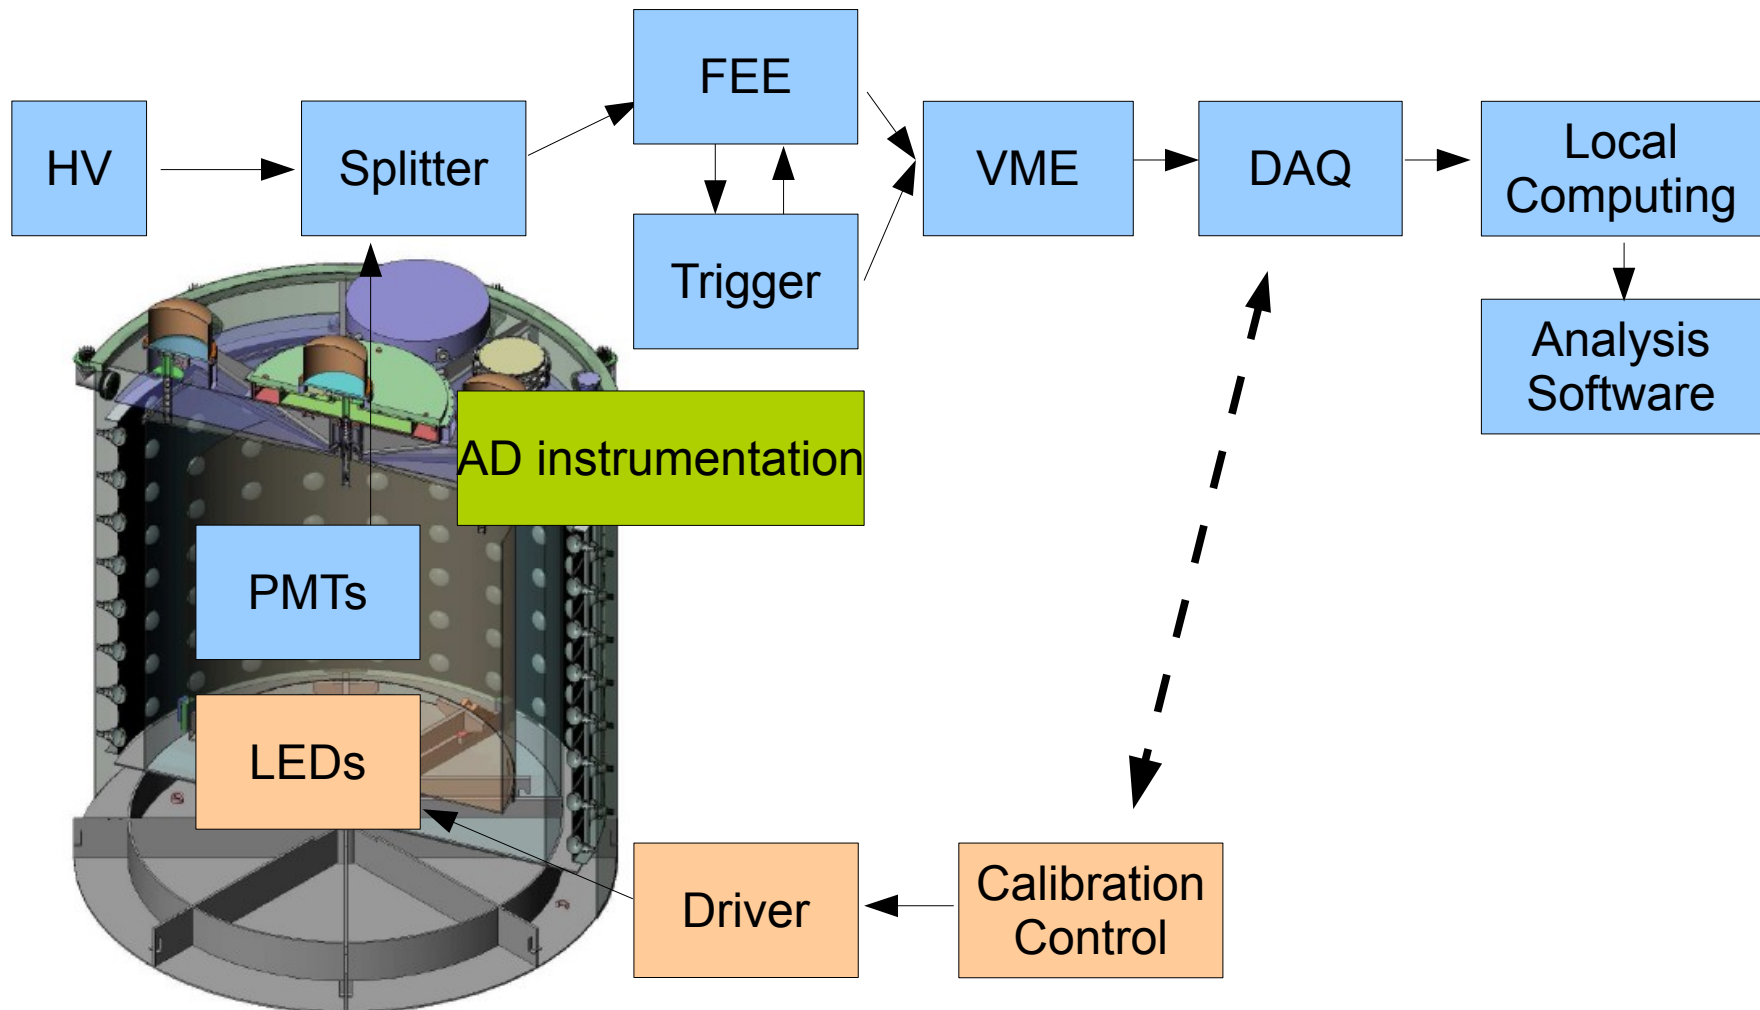 FEE
HV
Splitter
VME
DAQ
Local
Computing
Trigger
Analysis
Software
AD instrumentation
PMTs
LEDs
Driver
Calibration
Control